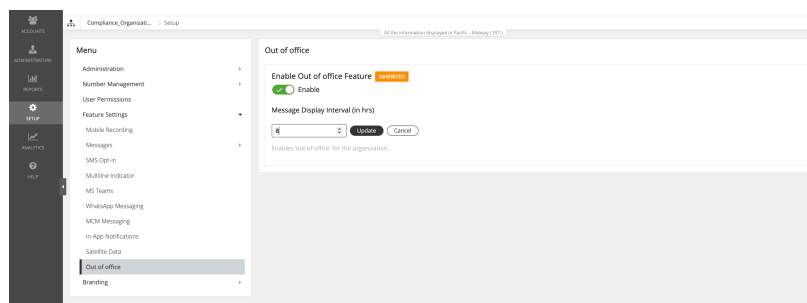 ACCOUNTS
ADMINISTRATORS
REPORTS
SETUP
ANALYTICS
HELP
Compliance_Organizati... > Setup
All the information displayed in Pacific - Midway ( SST )
Menu
Administration
Number Management
User Permissions
Feature Settings
Mobile Recording
Messages
SMS Opt-in
Multiline Indicator
MS Teams
WhatsApp Messaging
MCM Messaging
In-App Notifications
Satellite Data
Out of office
Branding
Out of office
Enable Out of office Feature INHERITED
Enable
Message Display Interval (in hrs)
8 Update Cancel
Enables 'out of office' for the organization.